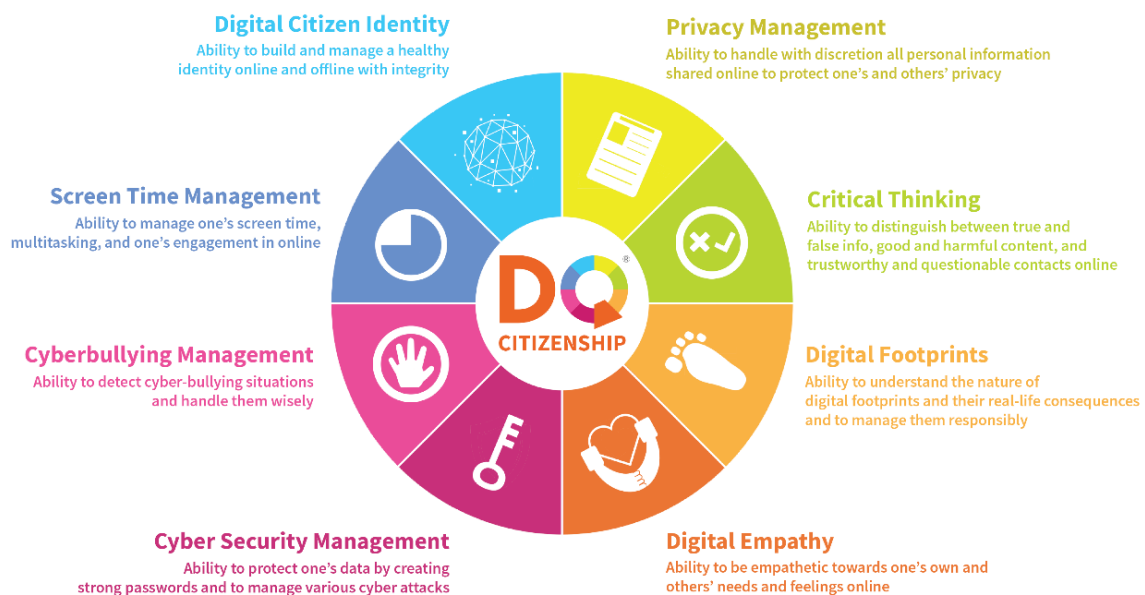 Digital Citizen Identity
Ability to build and manage a healthy
identity online and offline with integrity
Privacy Management
Ability to handle with discretion all personal information
shared online to protect one's and others' privacy
Screen Time Management
Ability to manage one's screen time,
multitasking, and one's engagement in online
Critical Thinking
Ability to distinguish between true and
false info, good and harmful content, and
trustworthy and questionable contacts online
DQ®
CITIZENSHIP
Cyberbullying Management
Ability to detect cyber-bullying situations
and handle them wisely
Digital Footprints
Ability to understand the nature of
digital footprints and their real-life consequences
and to manage them responsibly
Cyber Security Management
Ability to protect one's data by creating
strong passwords and to manage various cyber attacks
Digital Empathy
Ability to be empathetic towards one's own and
others' needs and feelings online